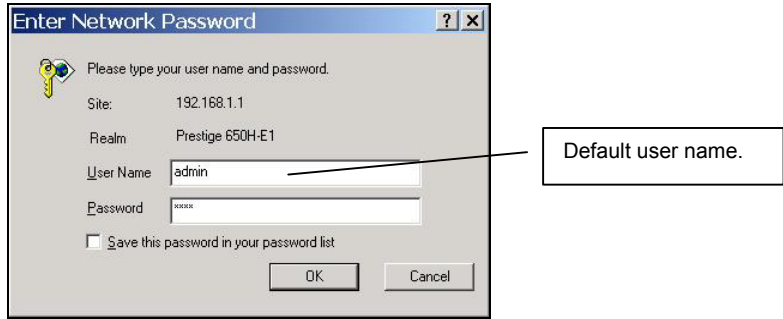 Enter Network Password
? X
Please type your user name and password.
Site: 192.168.1.1
Realm Prestige 650H-E1
User Name admin
Default user name.
Password xxxx
Save this password in your password list
OK Cancel